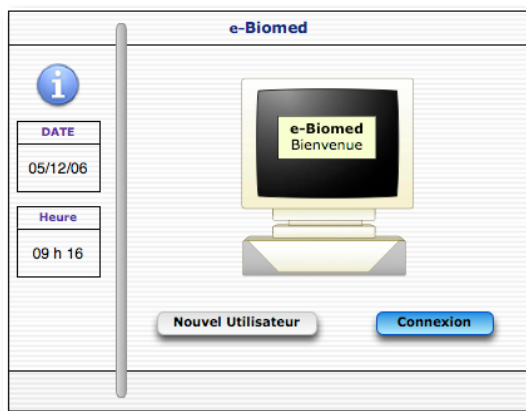 e-Biomed
DATE
05/12/06
Heure
09 h 16
e-Biomed
Bienvenue
Nouvel Utilisateur
Connexion